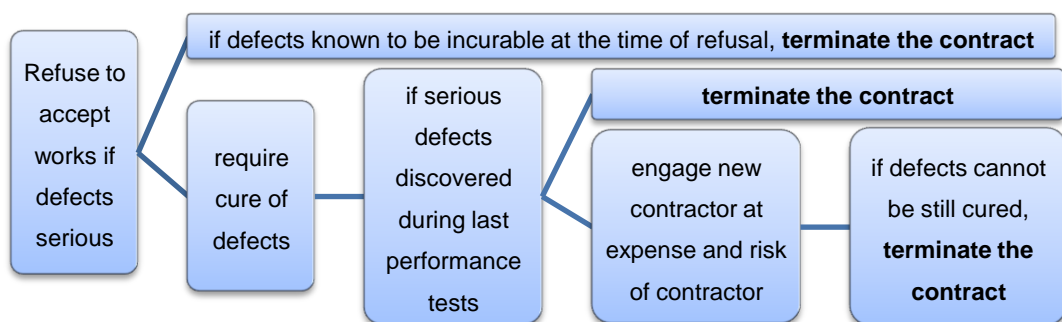 if defects known to be incurable at the time of refusal, terminate the contract
Refuse to
accept
works if
defects
serious
require
cure of
defects
if serious
defects
discovered
during last
performance
tests
terminate the contract
engage new
contractor at
expense and risk
of contractor
if defects cannot
be still cured,
terminate the
contract